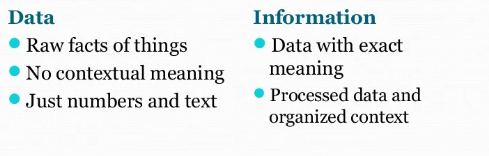 Data
Raw facts of things
No contextual meaning
Just numbers and text
Information
Data with exact
meaning
Processed data and
organized context